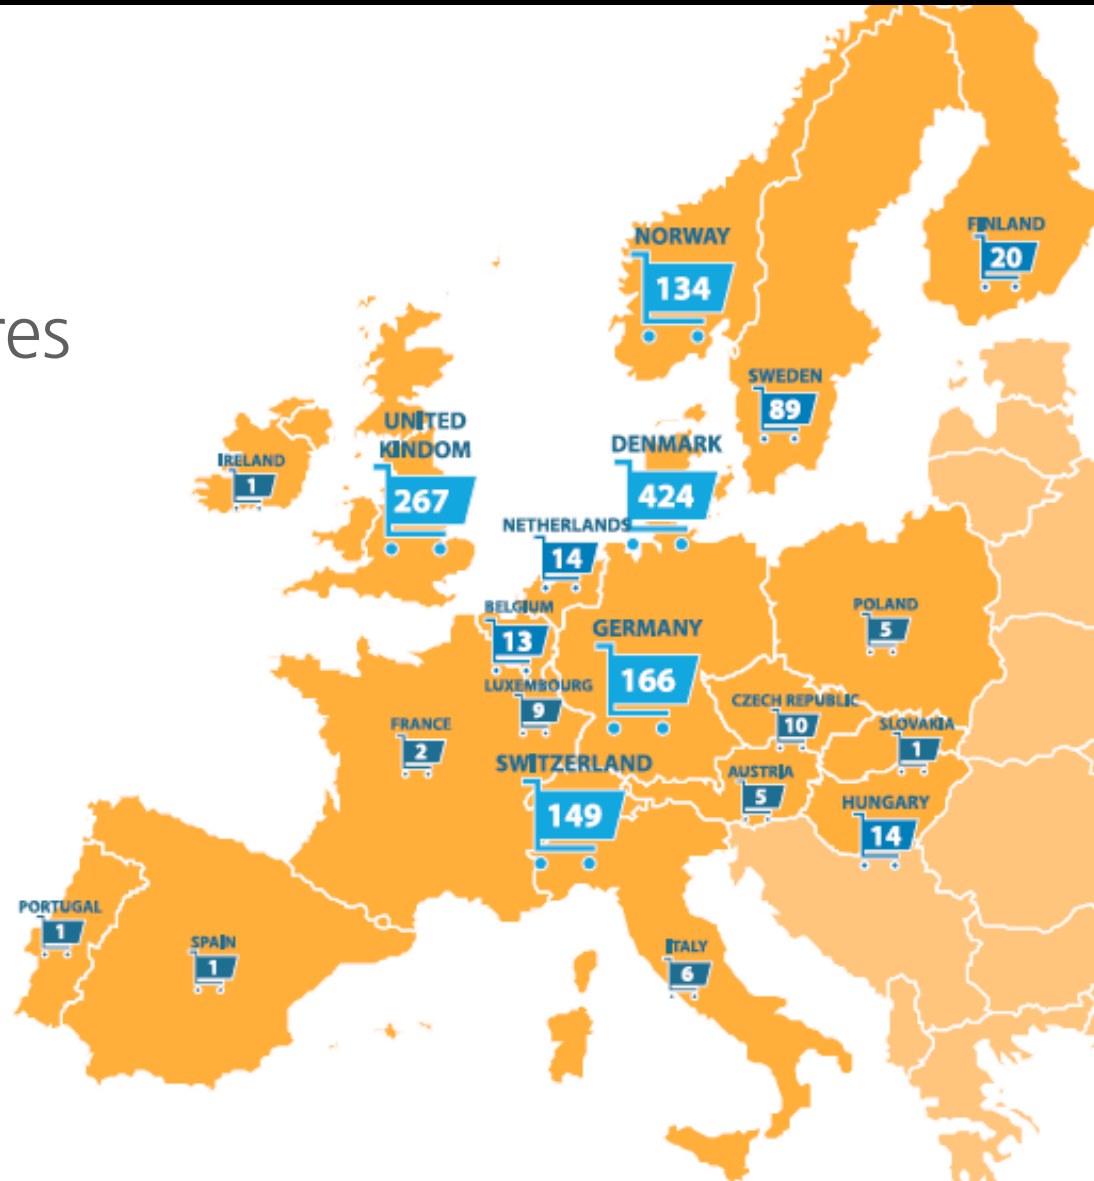 NORWAY
134
FINLAND
20
res
SWEDEN
89
UNITED
KINDOM
267
DENMARK
424
IRELAND
1
NETHERLANDS
14
BELGIUM
13
GERMANY
166
POLAND
5
LUXEMBOURG
9
CZECH REPUBLIC
10
FRANCE
2
SLOVAKIA
1
SWITZERLAND
149
AUSTRIA
5
HUNGARY
14
PORTUGAL
1
SPAIN
1
ITALY
6